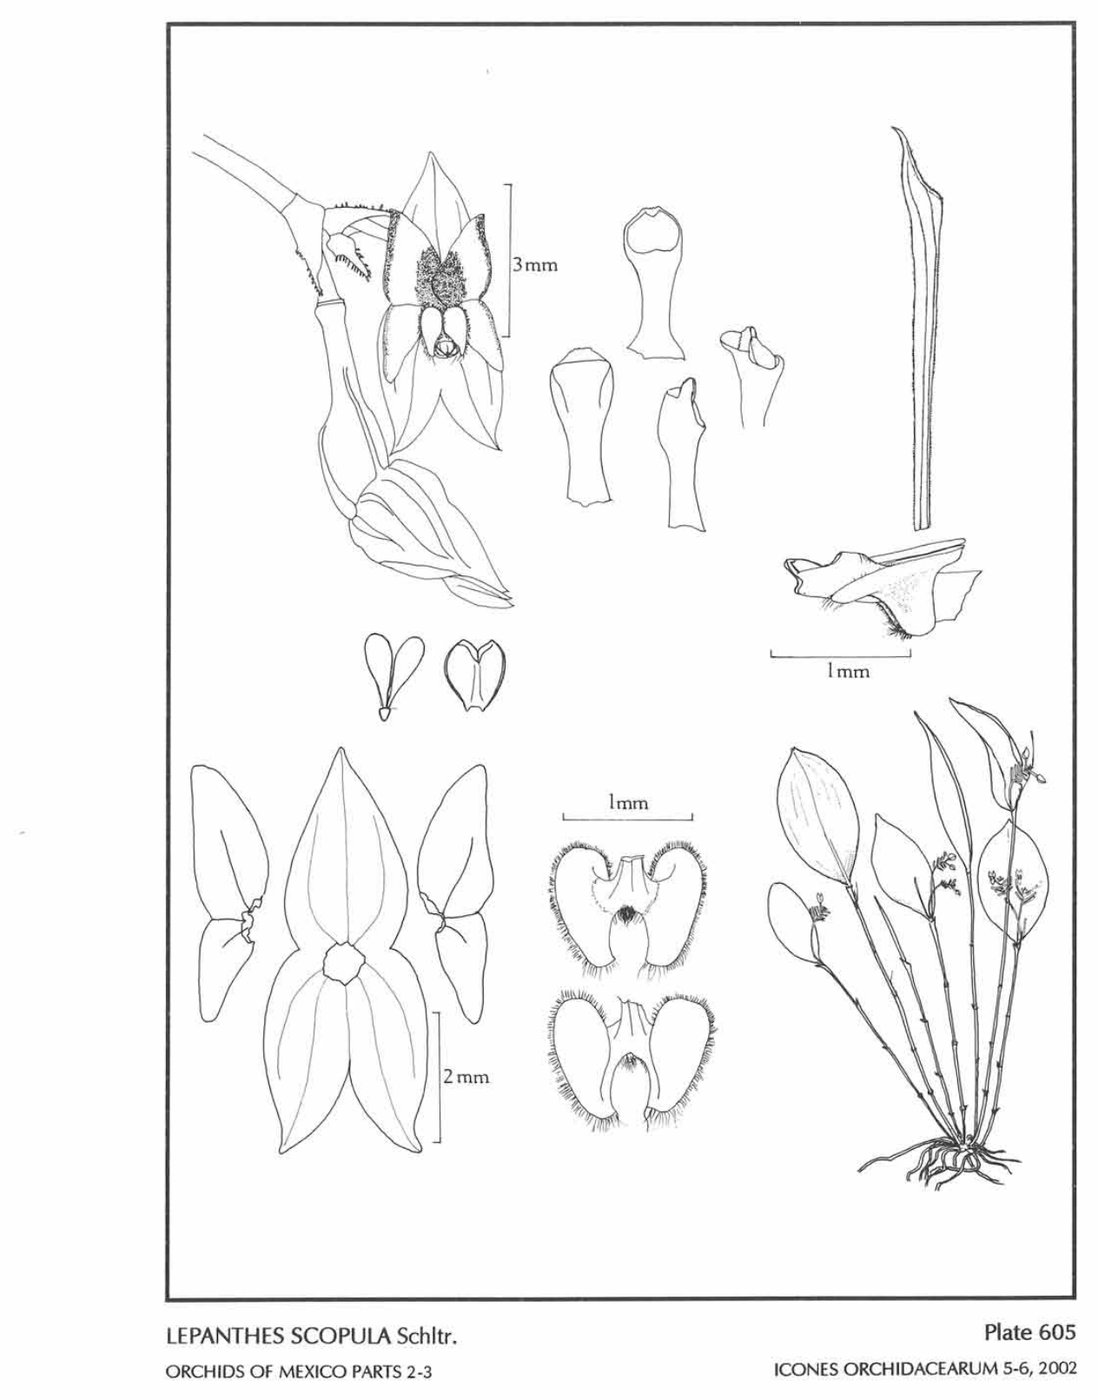 3mm
1mm
1mm
2mm
LEPANTHES SCOPULA Schltr.
Plate 605
ORCHIDS OF MEXICO PARTS 2-3
ICONES ORCHIDACEARUM 5-6, 2002